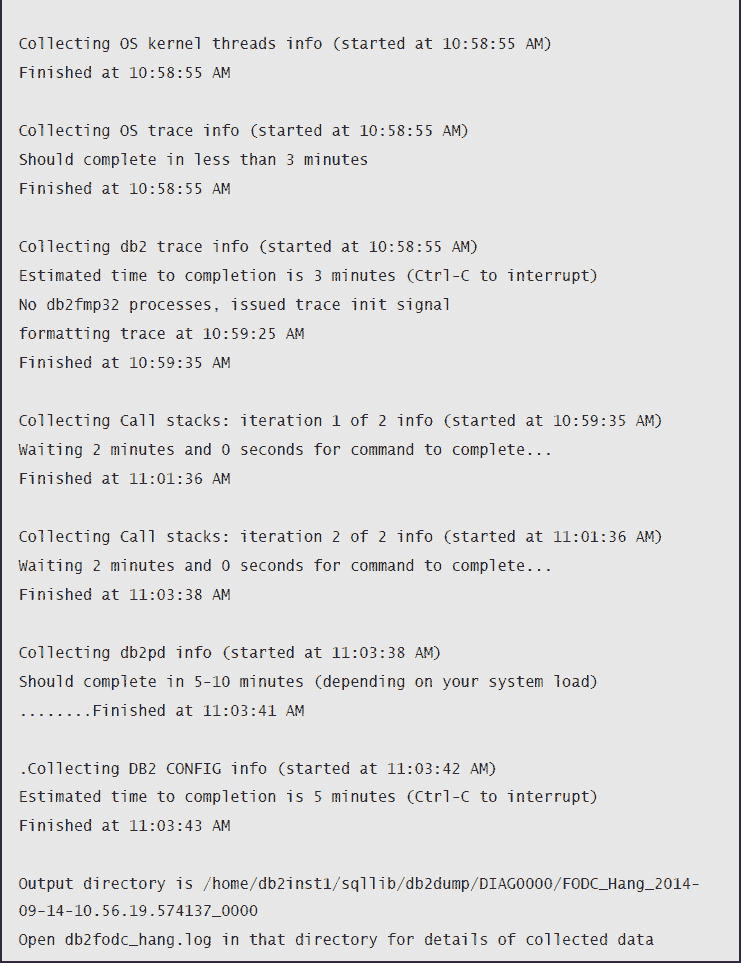 Collecting OS kernel threads info (started at 10:58:55 AM)
Finished at 10:58:55 AM
Collecting OS trace info (started at 10:58:55 AM)
Should complete in less than 3 minutes
Finished at 10:58:55 AM
Collecting db2 trace info (started at 10:58:55 AM)
Estimated time to completion is 3 minutes (Ctrl-C to interrupt)
No db2fmp32 processes, issued trace init signal
formatting trace at 10:59:25 AM
Finished at 10:59:35 AM
Collecting Call stacks: iteration 1 of 2 info (started at 10:59:35 AM)
Waiting 2 minutes and 0 seconds for command to complete...
Finished at 11:01:36 AM
Collecting Call stacks: iteration 2 of 2 info (started at 11:01:36 AM)
Waiting 2 minutes and 0 seconds for command to complete...
Finished at 11:03:38 AM
Collecting db2pd info (started at 11:03:38 AM)
Should complete in 5-10 minutes (depending on your system load)
........Finished at 11:03:41 AM
.Collecting DB2 CONFIG info (started at 11:03:42 AM)
Estimated time to completion is 5 minutes (Ctrl-C to interrupt)
Finished at 11:03:43 AM
Output directory is /home/db2inst1/sqllib/db2dump/DIAG0000/FODC_Hang_2014-
09-14-10.56.19.574137_0000
Open db2fodc_hang.log in that directory for details of collected data